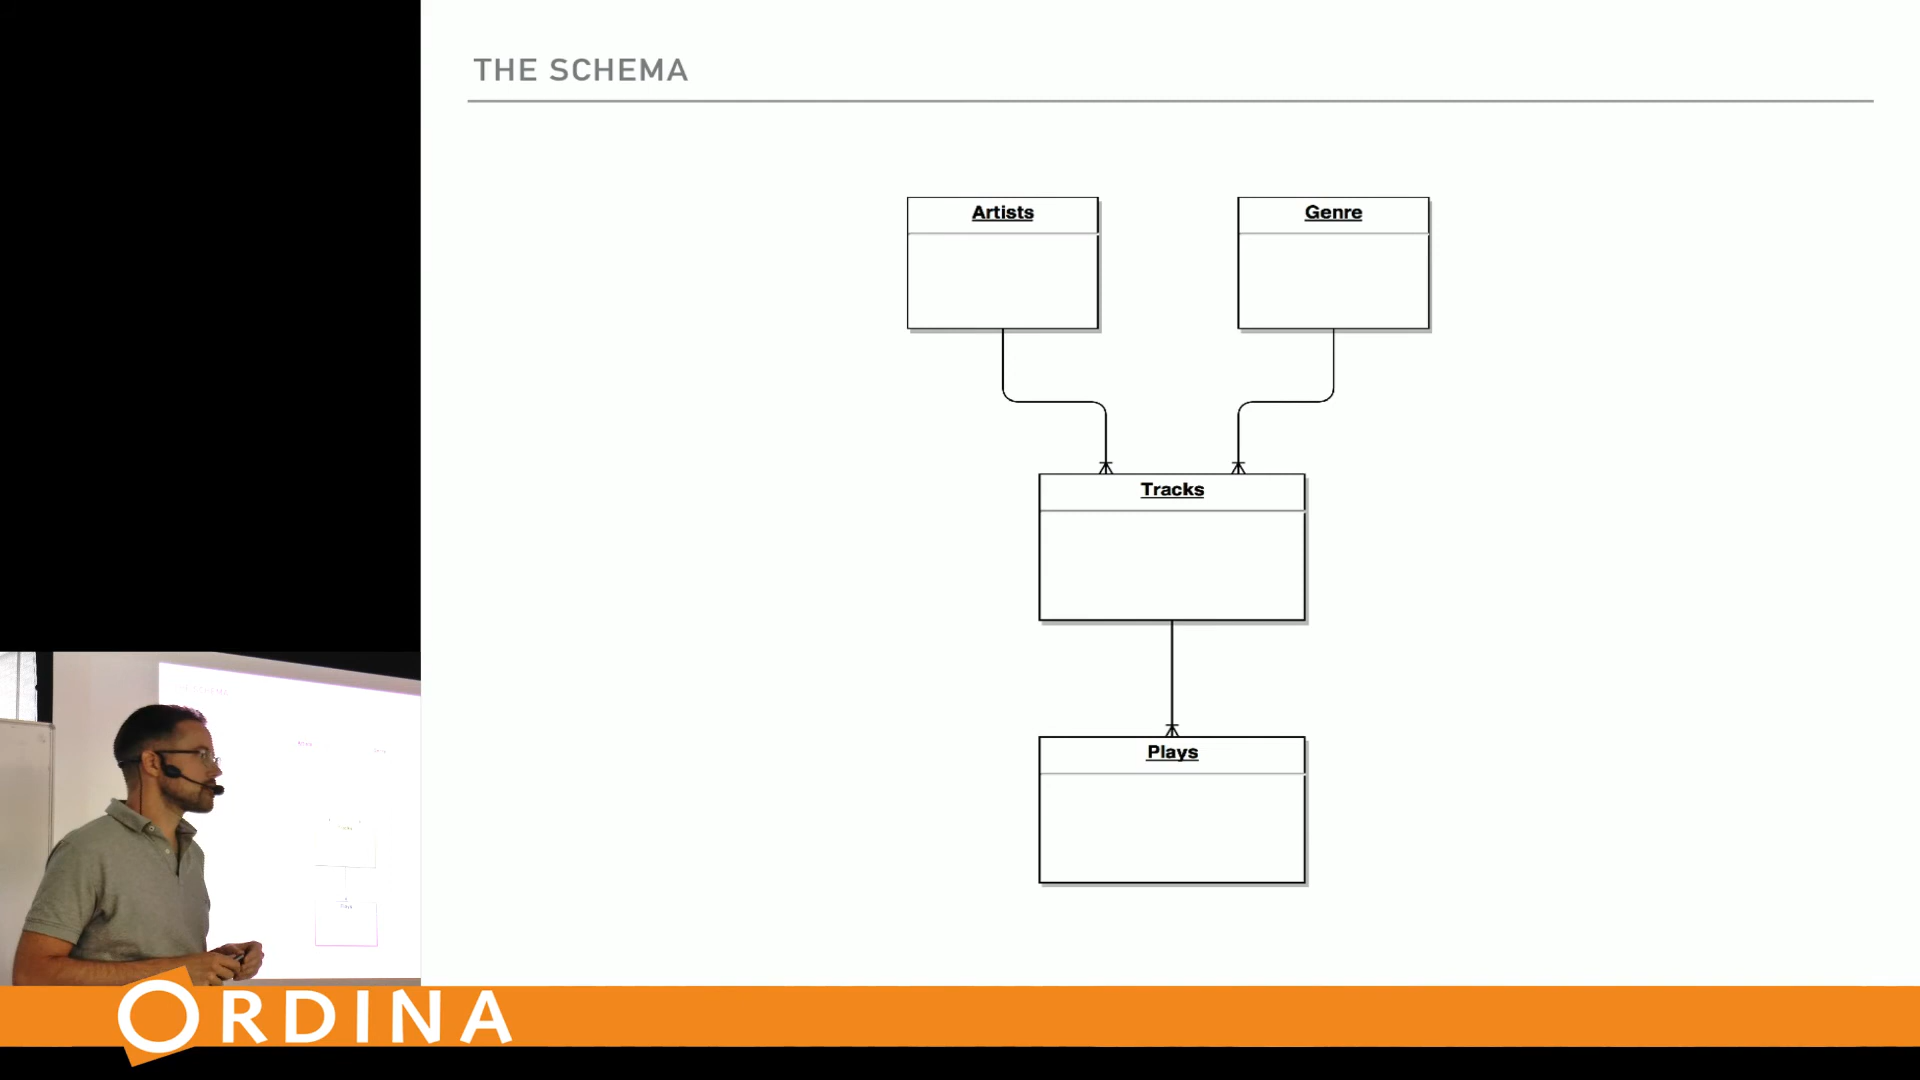 THE SCHEMA
Artists
Genre
Tracks
Plays
ORDINA